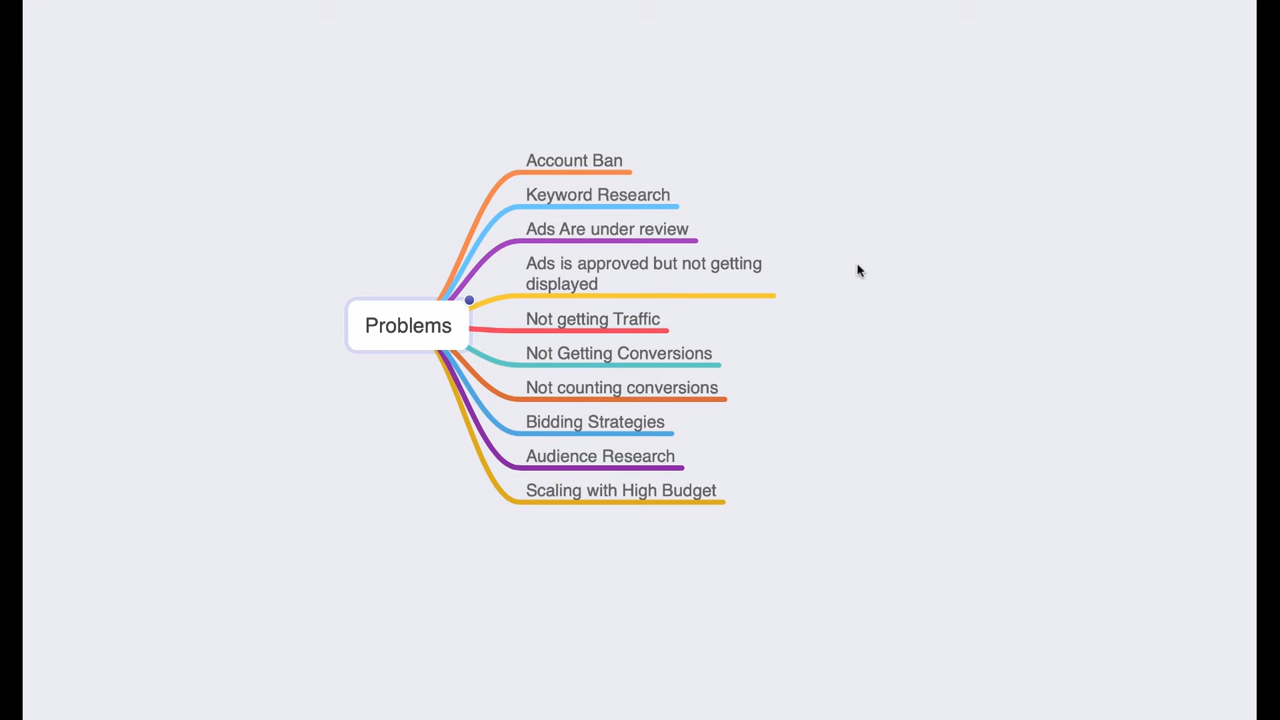 Account Ban
Keyword Research
Ads Are under review
Ads is approved but not getting
displayed
Problems
Not getting Traffic
Not Getting Conversions
Not counting conversions
Bidding Strategies
Audience Research
Scaling with High Budget